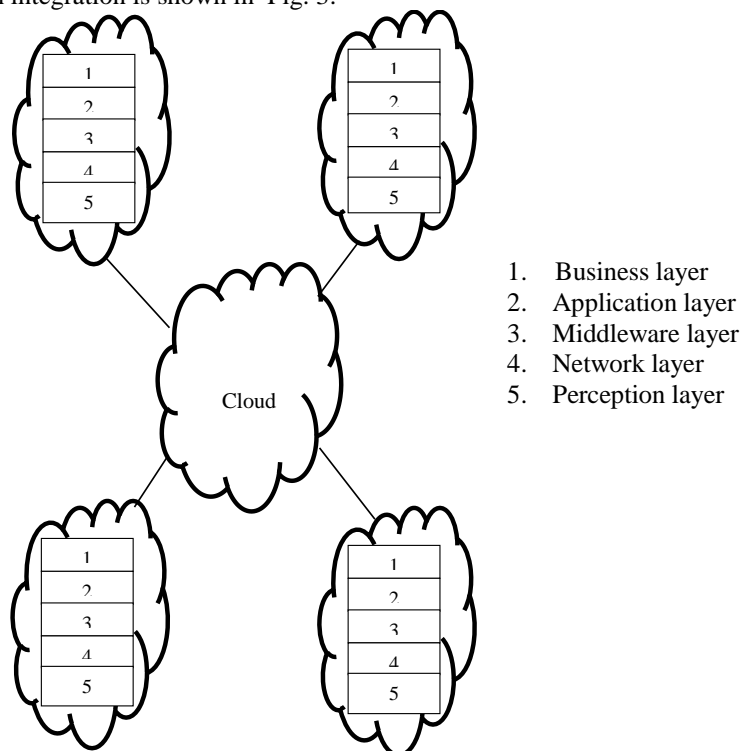 integration is shown in Fig. 3.
1
2
3
4
5
1
2
3
4
5
Cloud
1. Business layer
2. Application layer
3. Middleware layer
4. Network layer
5. Perception layer
1
2
3
4
5
1
2
3
4
5